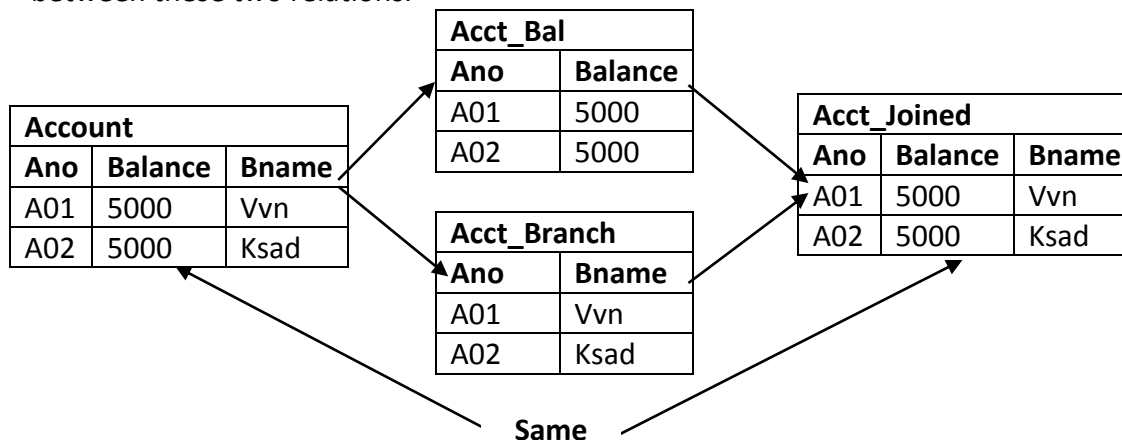 between these two relations.
Acct_Bal
Ano Balance
A01 5000
A02 5000
Account
Ano Balance Bname
A01 5000 Vvn
A02 5000 Ksad
Acct_Branch
Ano Bname
A01 Vvn
A02 Ksad
Acct_Joined
Ano Balance Bname
A01 5000 Vvn
A02 5000 Ksad
Same